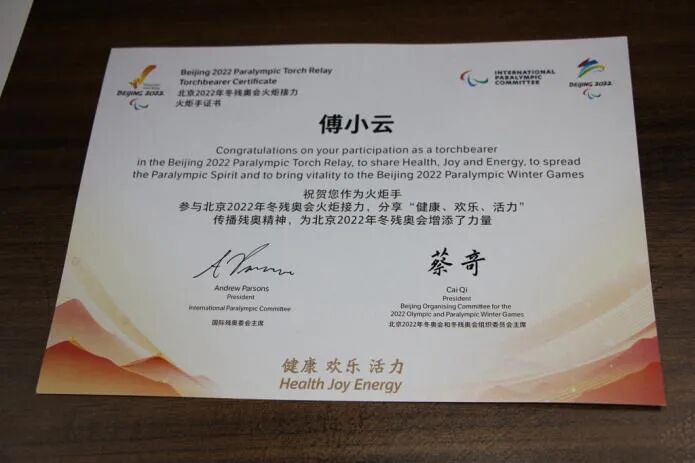 Beijing 2022 Paralympic Torch Relay
Torchbearer Certificate
北京2022年冬残奥会火炬接力
火炬手证书
BEIJING 2022
INTERNATIONAL
PARALYMPIC
COMMITTEE
BEIJING 2022
傅小云
Congratulations on your participation as a torchbearer
in the Beijing 2022 Paralympic Torch Relay, to share Health, Joy and Energy, to spread
the Paralympic Spirit and to bring vitality to the Beijing 2022 Paralympic Winter Games
祝贺您作为火炬手
参与北京2022年冬残奥会火炬接力，分享“健康、欢乐、活力”
传播残奥精神，为北京2022年冬残奥会增添了力量
Andrew Parsons
President
International Paralympic Committee
国际残奥委会主席
蔡奇
Cai Qi
President
Beijing Organising Committee for the
2022 Olympic and Paralympic Winter Games
北京2022年冬奥会和冬残奥会组织委员会主席
健康 欢乐 活力
Health Joy Energy